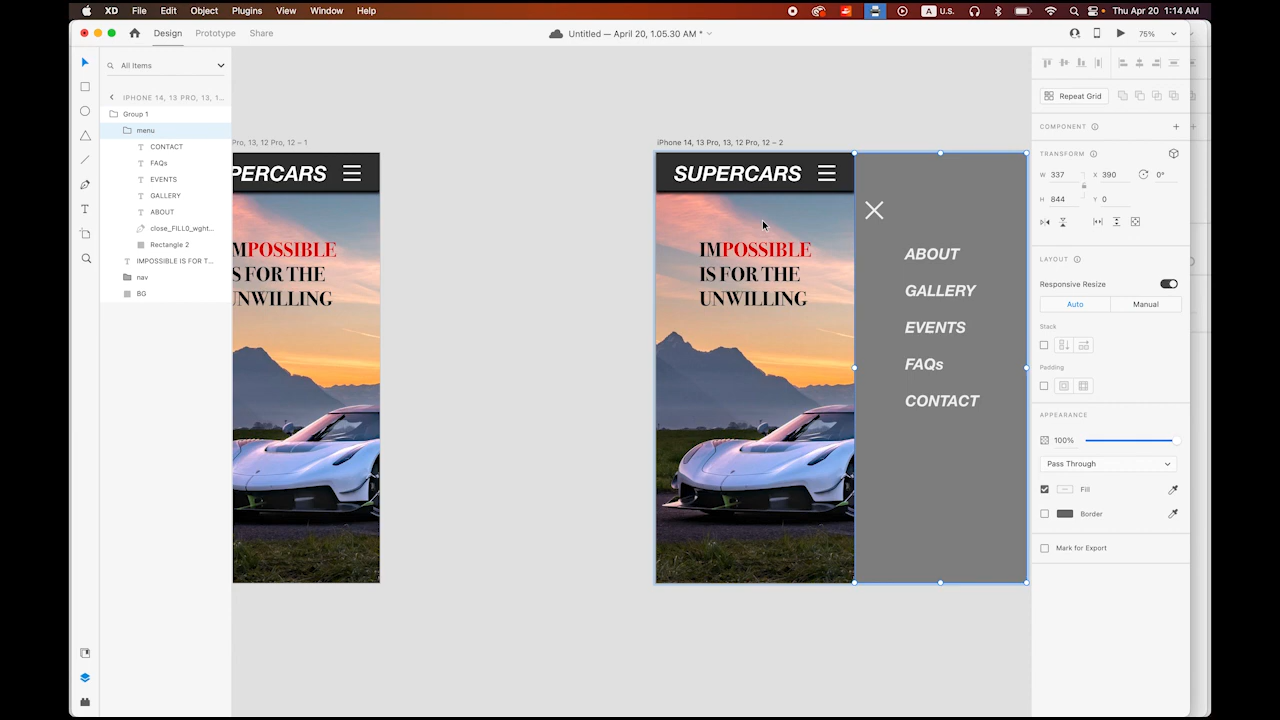 XD File Edit Object Plugins View Window Help A U.S. Thu Apr 20 1:14 AM
Design Prototype Share Untitled — April 20, 1.05.30 AM * 75%
All Items
IPHONE 14, 13 PRO, 13, 1...
Group 1
menu
CONTACT
FAQs
EVENTS
GALLERY
ABOUT
close_FILL0_wght...
Rectangle 2
IMPOSSIBLE IS FOR T...
nav
BG
Pro, 13, 12 Pro, 12 – 1
PERCARS
MPOSSIBLE
S FOR THE
UNWILLING
iPhone 14, 13 Pro, 13, 12 Pro, 12 – 2
SUPERCARS
IMPOSSIBLE
IS FOR THE
UNWILLING
ABOUT
GALLERY
EVENTS
FAQs
CONTACT
Repeat Grid
COMPONENT
TRANSFORM
W 337 X 390 0°
H 844 Y 0
LAYOUT
Responsive Resize
Auto Manual
Stack
Padding
APPEARANCE
100%
Pass Through
Fill
Border
Mark for Export